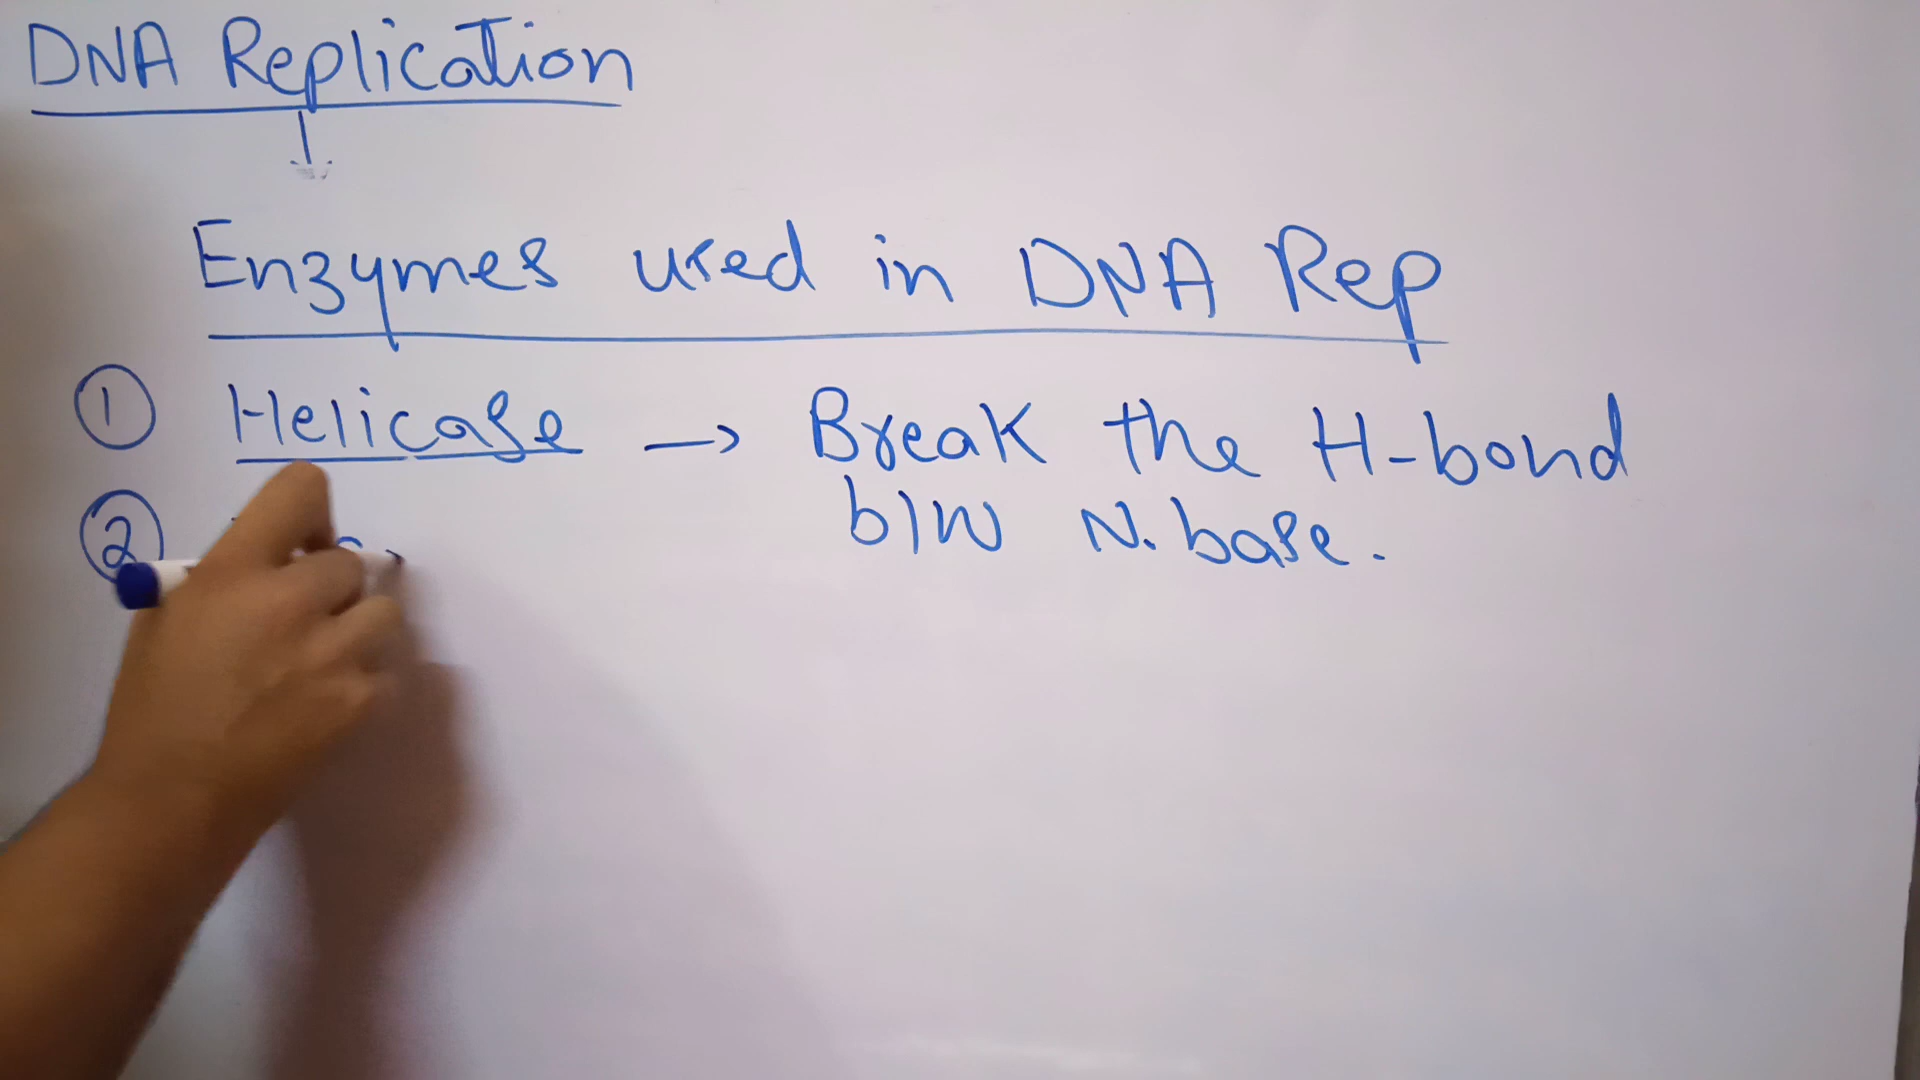 DNA Replication
Enzymes used in DNA Rep
① Helicase → Break the H-bond
b/w N. base.
②